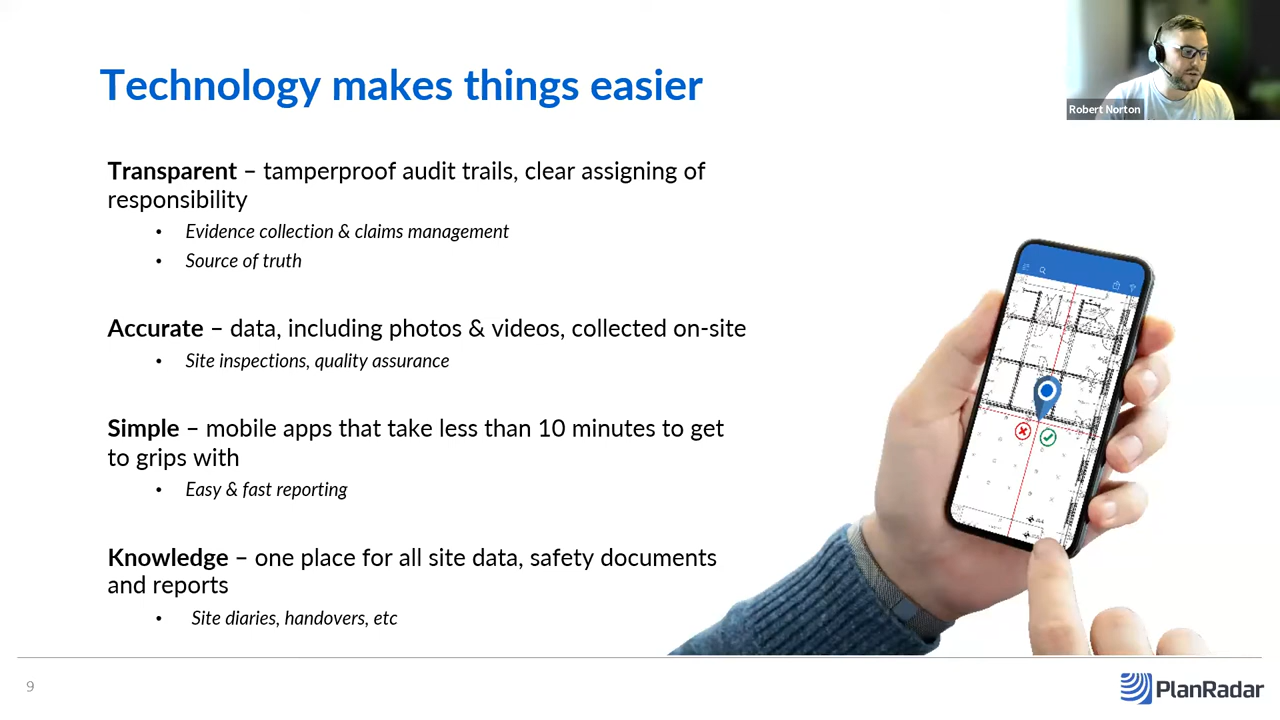 Technology makes things easier
Robert Norton
Transparent – tamperproof audit trails, clear assigning of
responsibility
• Evidence collection & claims management
• Source of truth
Accurate – data, including photos & videos, collected on-site
• Site inspections, quality assurance
Simple – mobile apps that take less than 10 minutes to get
to grips with
• Easy & fast reporting
Knowledge – one place for all site data, safety documents
and reports
• Site diaries, handovers, etc
9
PlanRadar